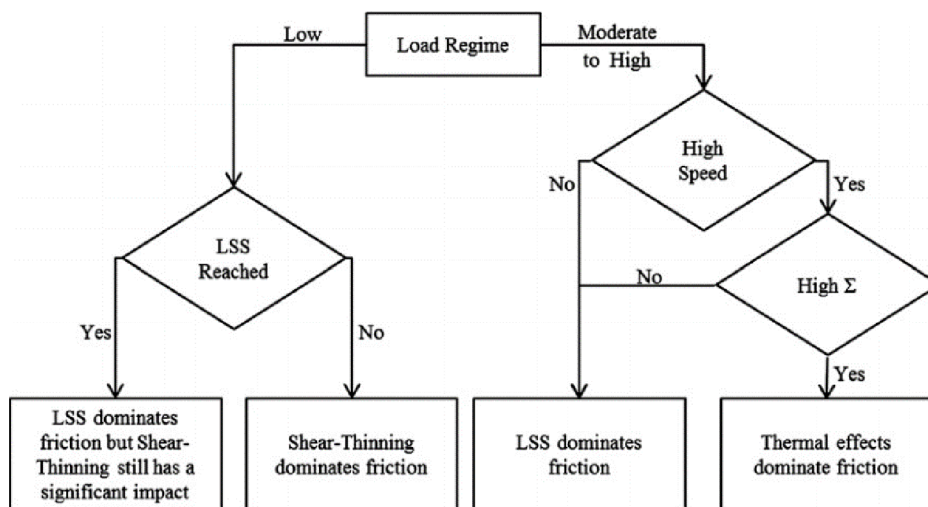 Low
Load Regime
Moderate
to High
High
Speed
No
Yes
LSS
Reached
No
High Σ
Yes
No
Yes
LSS dominates
friction but Shear-
Thinning still has a
significant impact
Shear-Thinning
dominates friction
LSS dominates
friction
Thermal effects
dominate friction